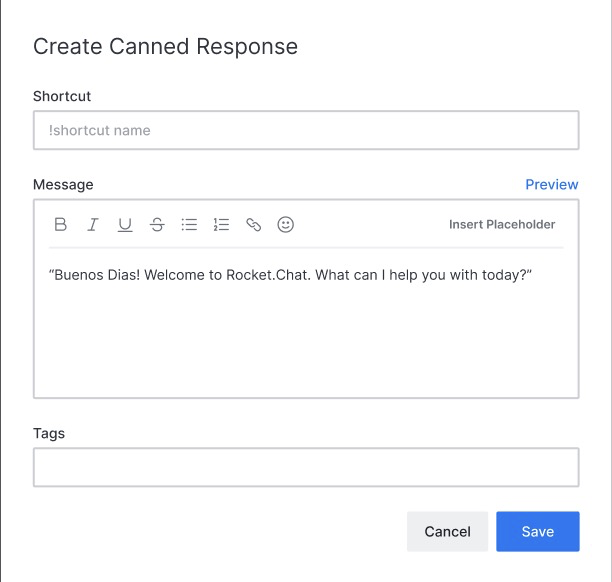 Create Canned Response
Shortcut
!shortcut name
Message Preview
B I U S Insert Placeholder
“Buenos Dias! Welcome to Rocket.Chat. What can I help you with today?”
Tags
Cancel Save